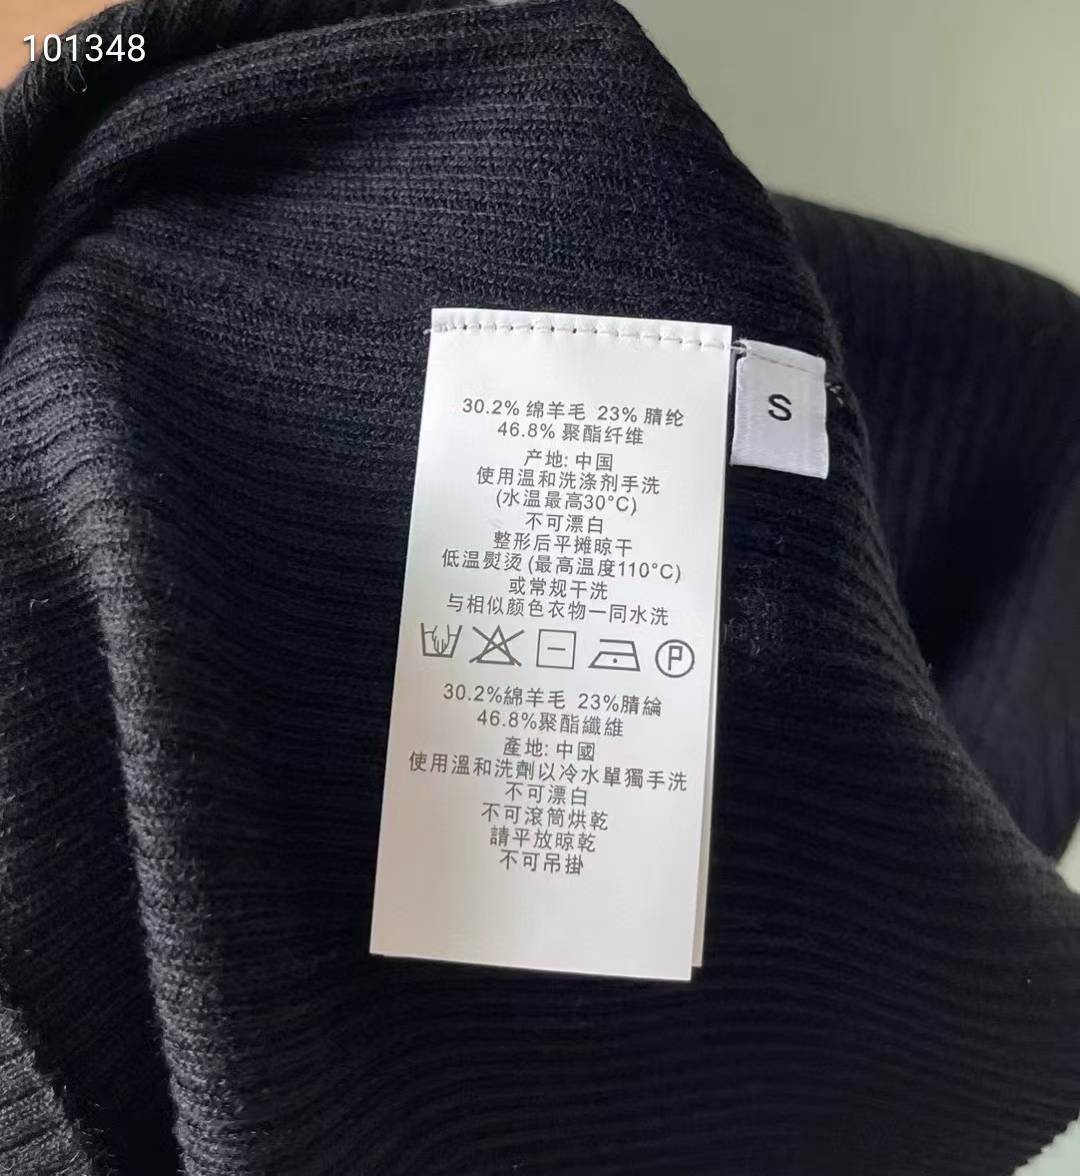 101348
30.2% 绵羊毛 23% 腈纶
46.8% 聚酯纤维
产地: 中国
使用温和洗涤剂手洗
(水温最高30°C)
不可漂白
整形后平摊晾干
低温熨烫 (最高温度110°C)
或常规干洗
与相似颜色衣物一同水洗
P
30.2%綿羊毛 23%腈綸
46.8%聚酯纖維
產地: 中國
使用溫和洗劑以冷水單獨手洗
不可漂白
不可滾筒烘乾
請平放晾乾
不可吊掛
S